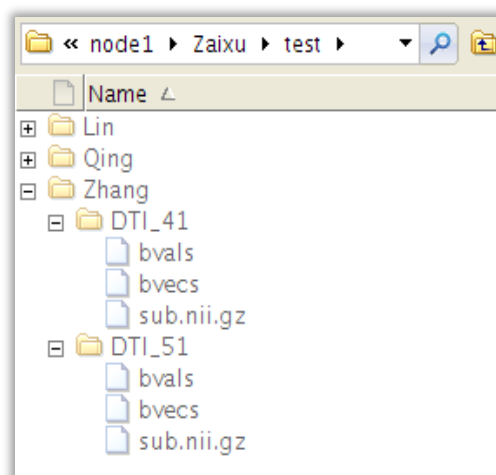 « node1 Zaixu test
Name
Lin
Qing
Zhang
DTI_41
bvals
bvecs
sub.nii.gz
DTI_51
bvals
bvecs
sub.nii.gz